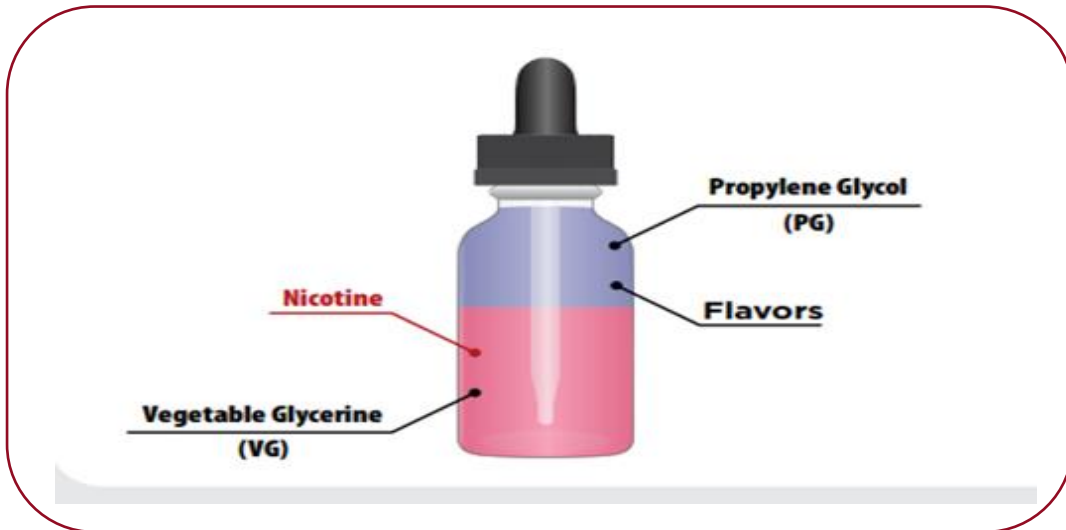 Propylene Glycol
(PG)
Nicotine
Flavors
Vegetable Glycerine
(VG)